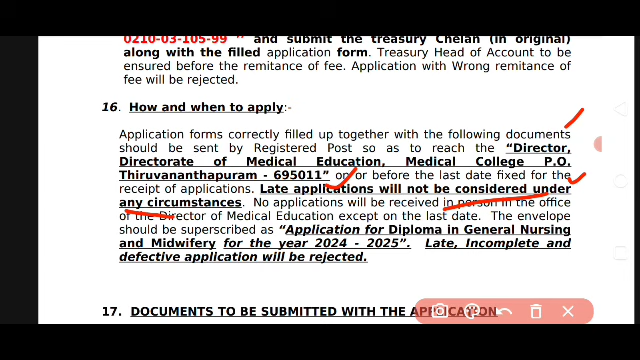 0210-03-105-99 " and submit the treasury Chelan (in original)
along with the filled application form. Treasury Head of Account to be
ensured before the remitance of fee. Application with Wrong remitance of
fee will be rejected.
16. How and when to apply:-
Application forms correctly filled up together with the following documents
should be sent by Registered Post so as to reach the “Director,
Directorate of Medical Education, Medical College P.O.
Thiruvananthapuram - 695011” on or before the last date fixed for the
receipt of applications. Late applications will not be considered under
any circumstances. No applications will be received in person in the office
of the Director of Medical Education except on the last date. The envelope
should be superscribed as “Application for Diploma in General Nursing
and Midwifery for the year 2024 - 2025”. Late, Incomplete and
defective application will be rejected.
17. DOCUMENTS TO BE SUBMITTED WITH THE APPLICATION